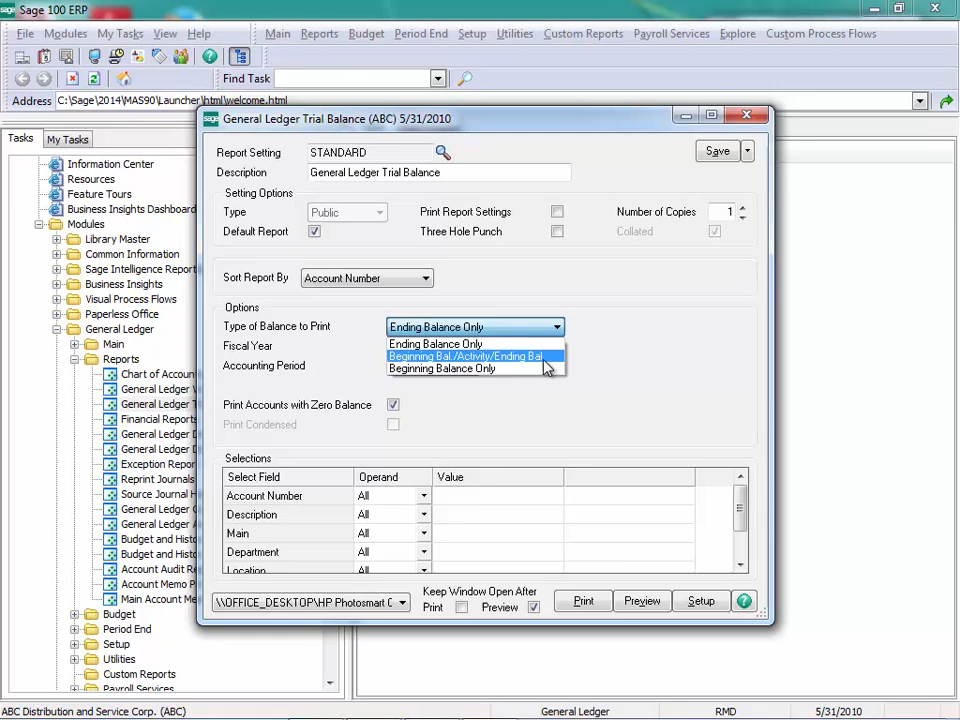 Sage 100 ERP
File Modules My Tasks View Help Main Reports Budget Period End Setup Utilities Custom Reports Payroll Services Explore Custom Process Flows
Find Task
Address C:\Sage\2014\MAS90\Launcher\html\welcome.html
Tasks My Tasks
Information Center
Resources
Feature Tours
Business Insights Dashboard
Modules
Library Master
Common Information
Sage Intelligence Report
Business Insights
Visual Process Flows
Paperless Office
General Ledger
Main
Reports
Chart of Accoun
General Ledger W
General Ledger T
Financial Reports
General Ledger D
General Ledger D
Exception Repor
Reprint Journals
Source Journal H
General Ledger G
General Ledger A
Budget and Histo
Budget and Histo
Account Audit Re
Account Memo P
Main Account Me
Budget
Period End
Setup
Utilities
Custom Reports
Payroll Services
sage General Ledger Trial Balance (ABC) 5/31/2010
Report Setting STANDARD Save
Description General Ledger Trial Balance
Setting Options
Type Public Print Report Settings Number of Copies 1
Default Report Three Hole Punch Collated
Sort Report By Account Number
Options
Type of Balance to Print Ending Balance Only
Fiscal Year Ending Balance Only
Beginning Bal./Activity/Ending Bal
Accounting Period Beginning Balance Only
Print Accounts with Zero Balance
Print Condensed
Selections
Select Field Operand Value
Account Number All
Description All
Main All
Department All
Location All
\\OFFICE_DESKTOP\HP Photosmart C Keep Window Open After
Print Preview Print Preview Setup
ABC Distribution and Service Corp. (ABC) General Ledger RMD 5/31/2010